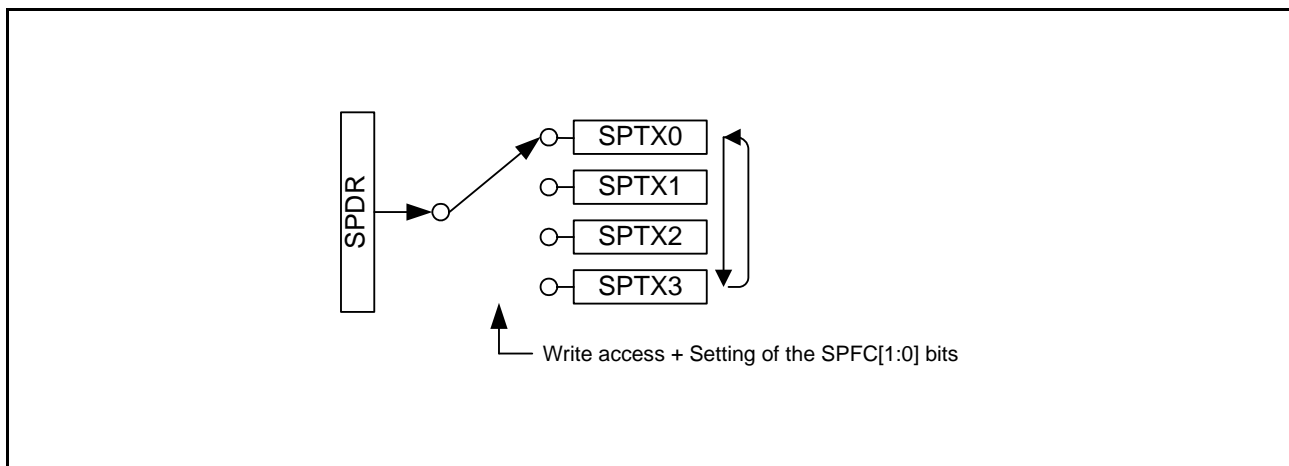 SPDR
SPTX0
SPTX1
SPTX2
SPTX3
Write access + Setting of the SPFC[1:0] bits